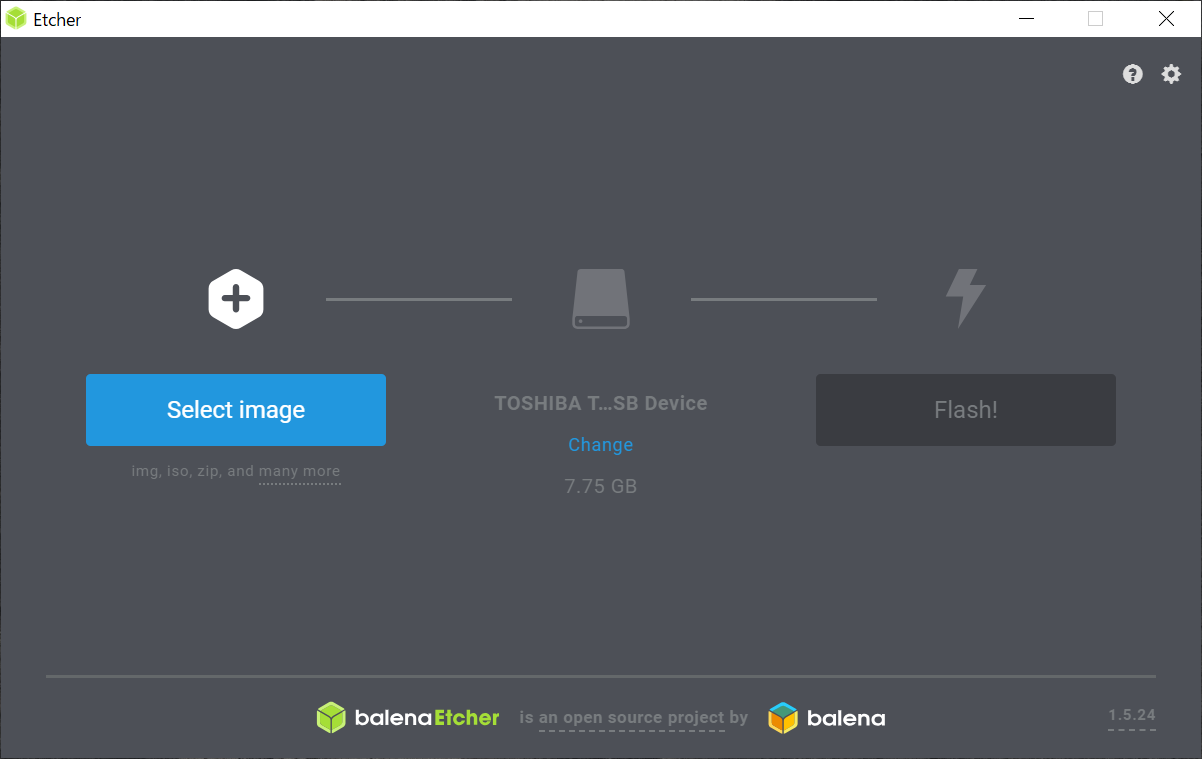 Etcher
Select image
img, iso, zip, and many more
TOSHIBA T...SB Device
Change
7.75 GB
Flash!
balenaEtcher is an open source project by balena
1.5.24